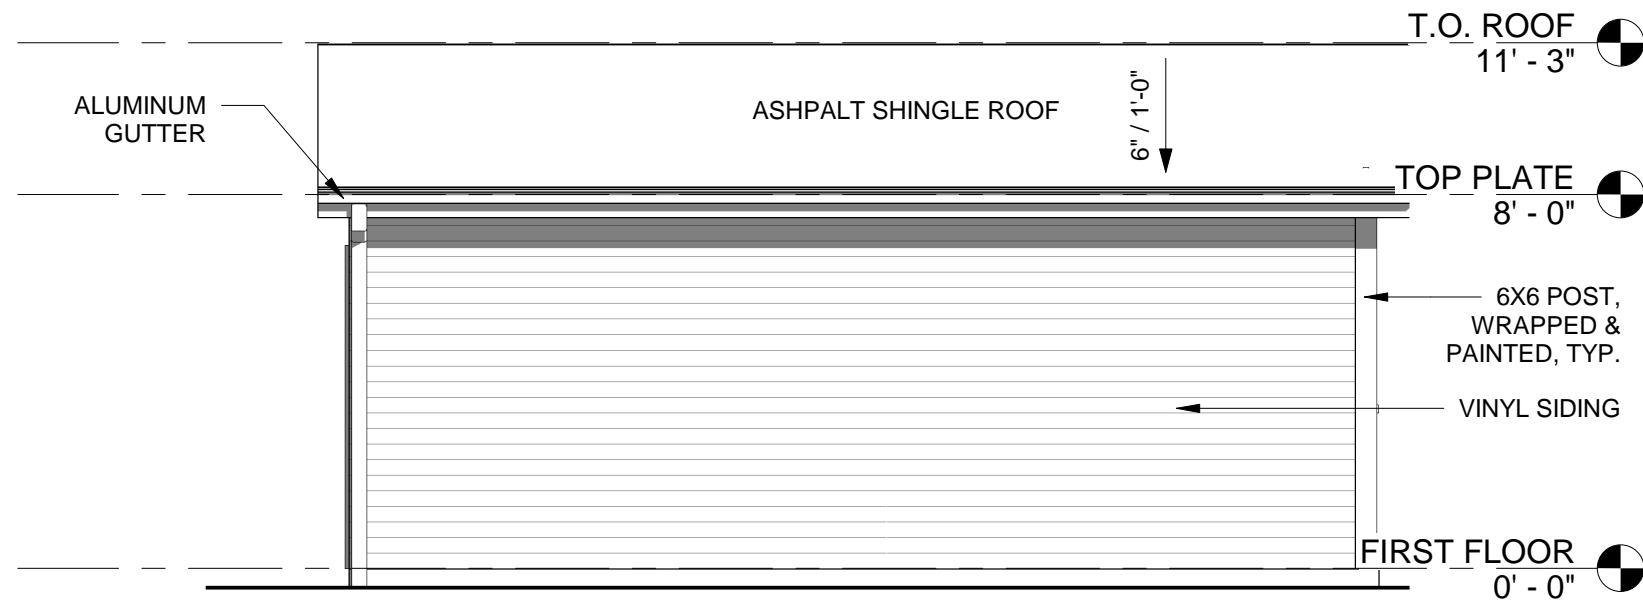 T.O. ROOF
11' - 3"
ALUMINUM
GUTTER
ASHPALT SHINGLE ROOF
6" / 1'-0"
TOP PLATE
8' - 0"
6X6 POST,
WRAPPED &
PAINTED, TYP.
VINYL SIDING
FIRST FLOOR
0' - 0"